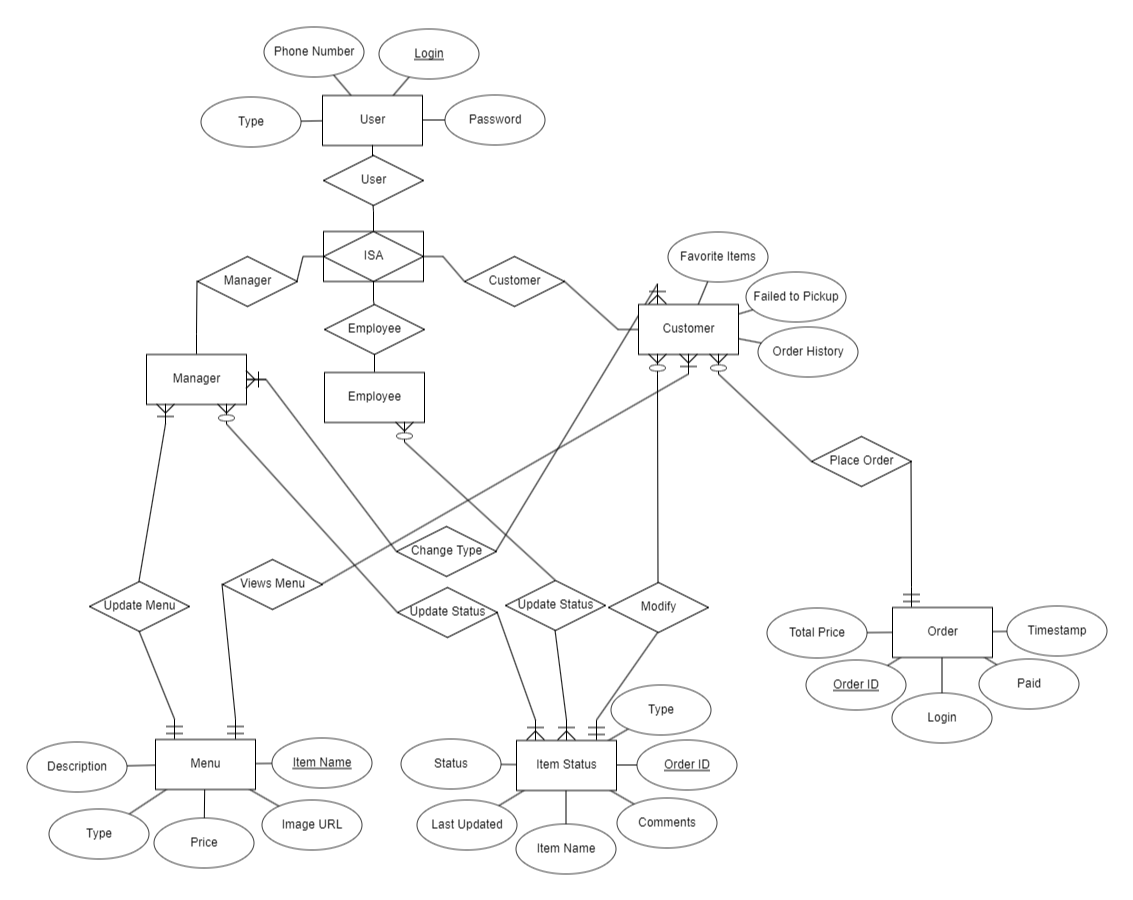 Phone Number
Login
Type
User
Password
User
ISA
Manager
Customer
Favorite Items
Failed to Pickup
Order History
Customer
Employee
Manager
Employee
Place Order
Change Type
Views Menu
Update Menu
Update Status
Update Status
Modify
Total Price
Order
Timestamp
Order ID
Paid
Login
Type
Description
Menu
Item Name
Status
Item Status
Order ID
Type
Price
Image URL
Last Updated
Item Name
Comments